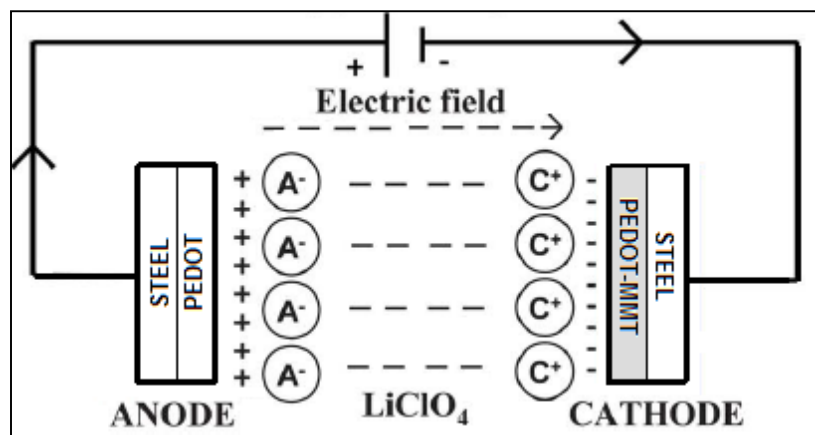 + -
Electric field
+ A- C+ -
+ A- C+ -
+ A- C+ -
+ A- C+ -
STEEL
PEDOT
PEDOT-MMT
STEEL
ANODE LiClO₄ CATHODE